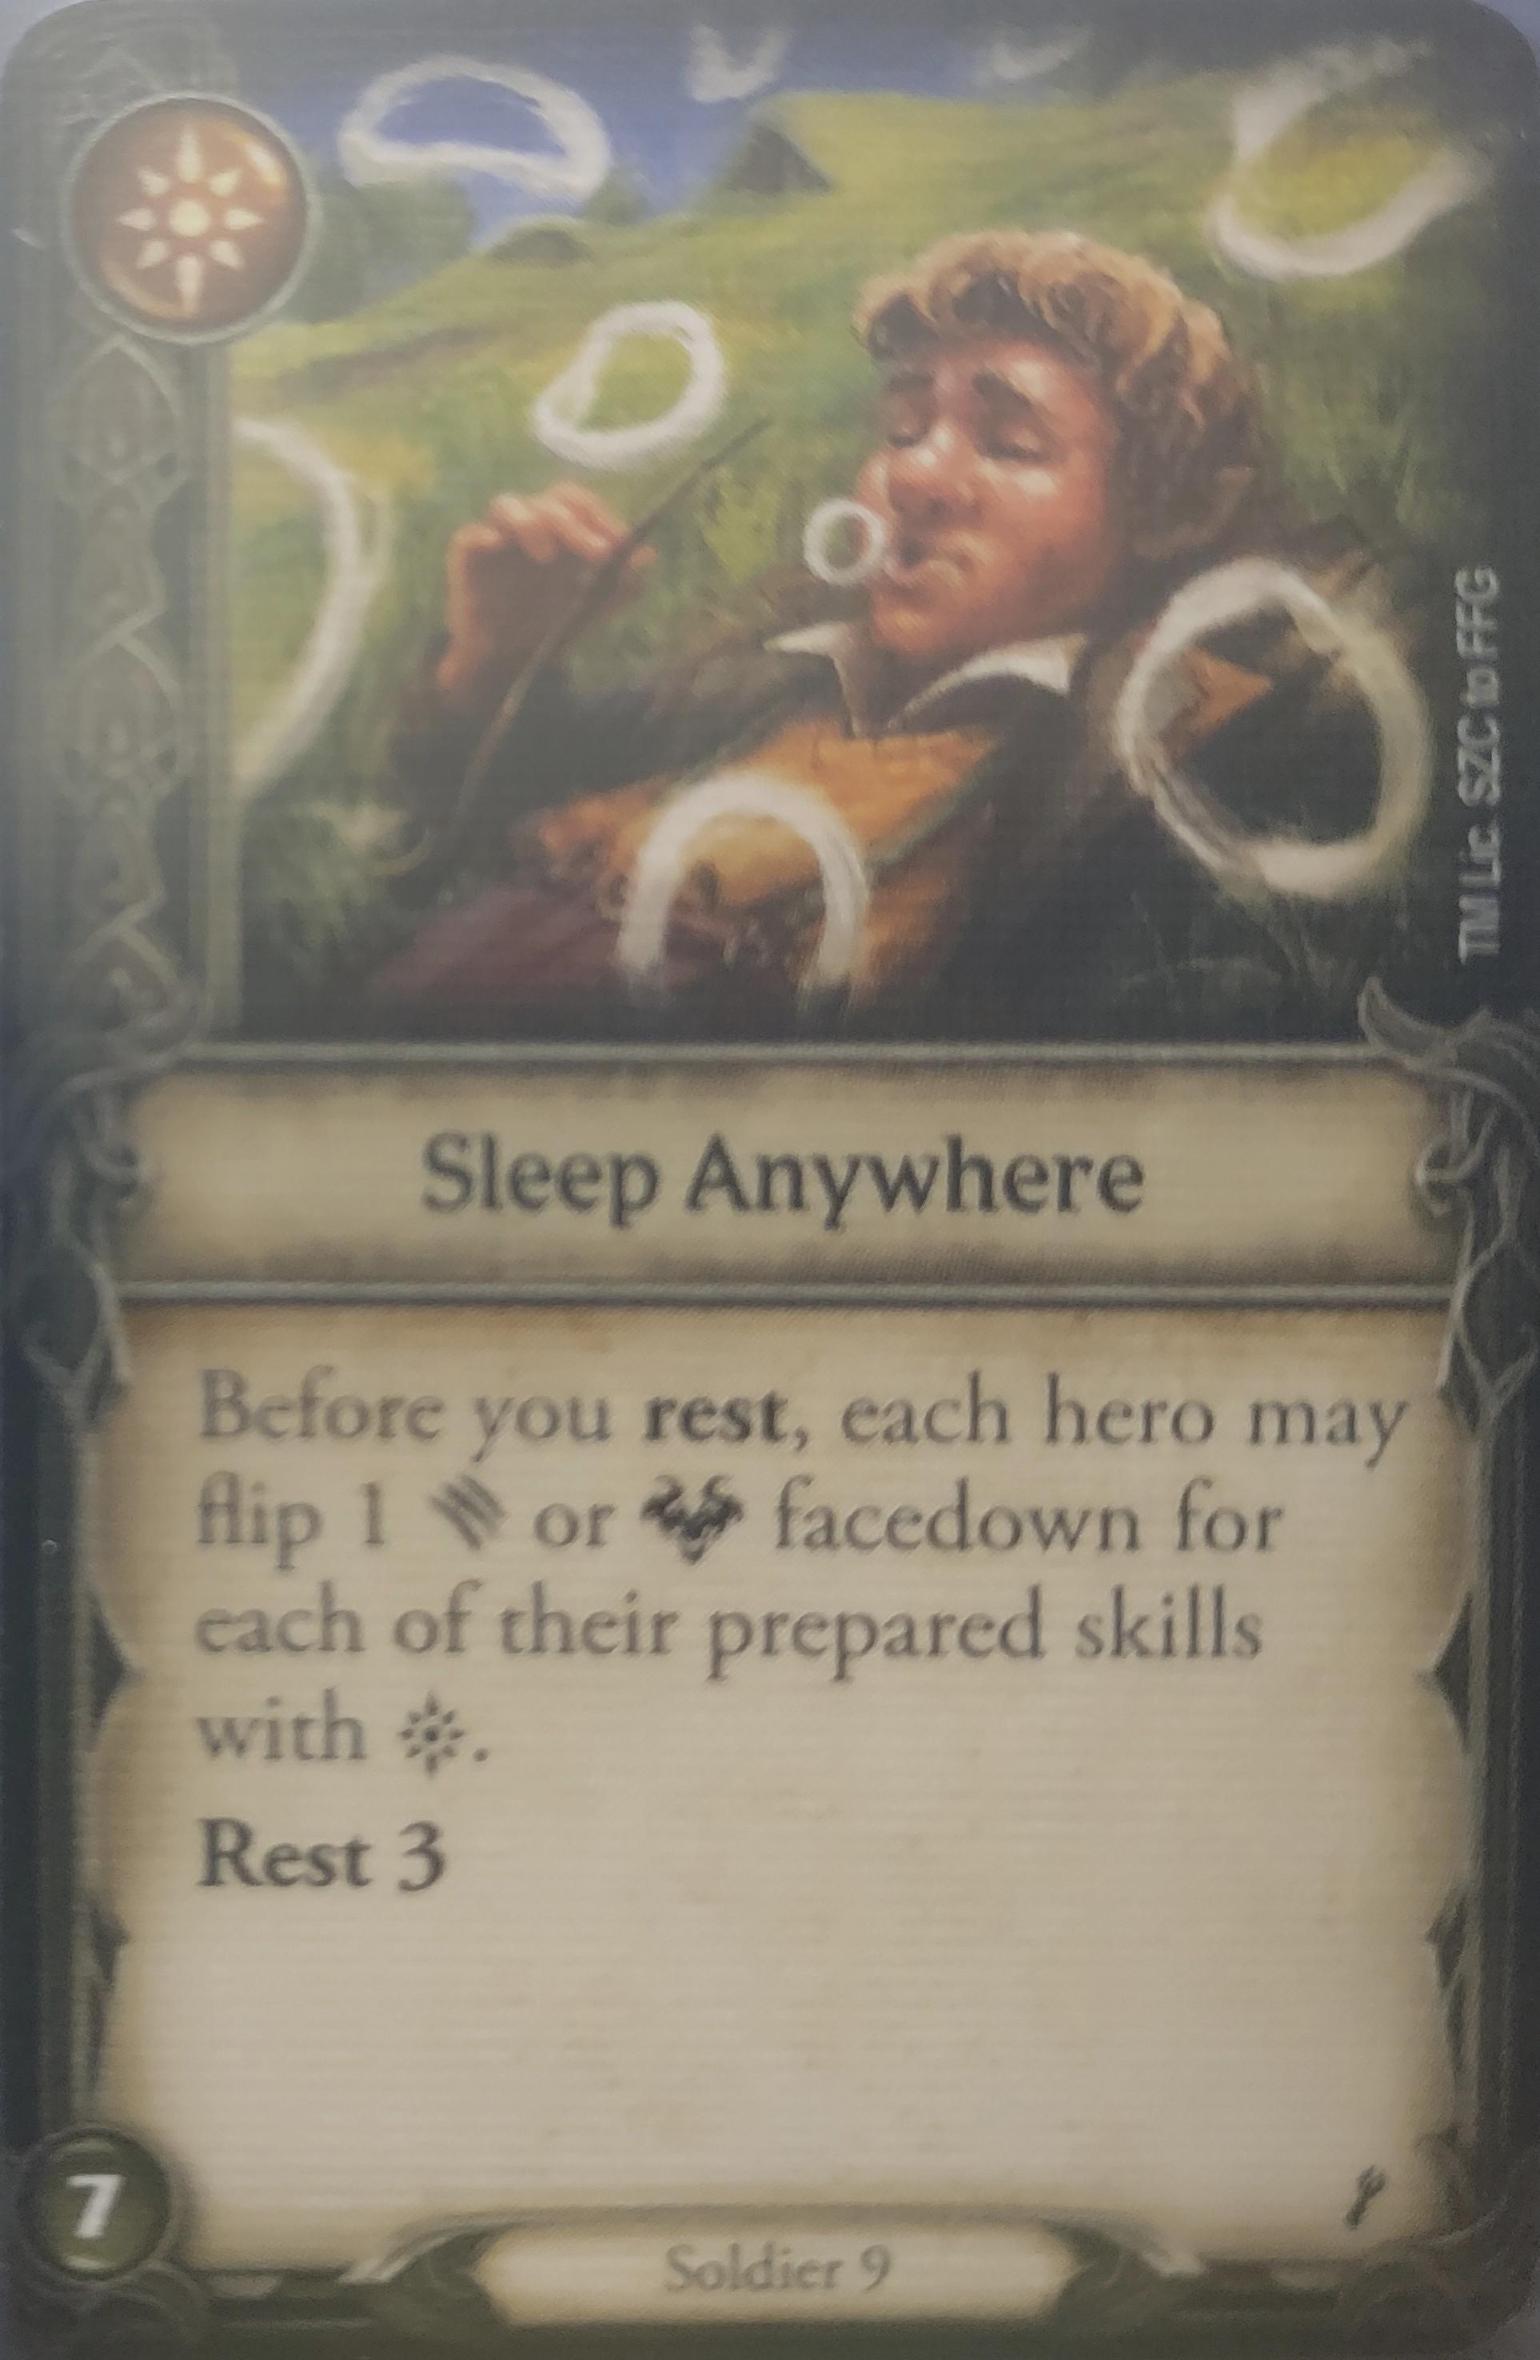 TM Lic. SZC to FFG
Sleep Anywhere
Before you rest, each hero may
flip 1 or facedown for
each of their prepared skills
with .
Rest 3
7
Soldier 9